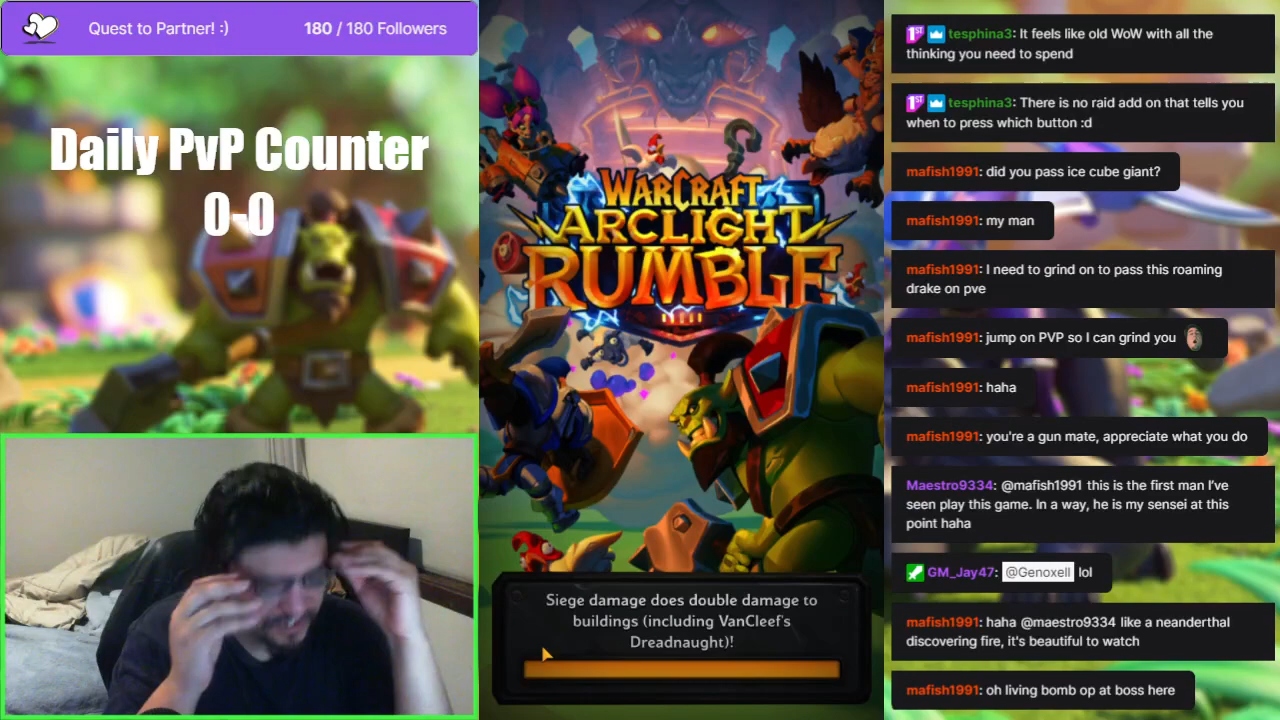 Quest to Partner! :)
180 / 180 Followers
Daily PvP Counter
0-0
WARCRAFT
ARCLIGHT
RUMBLE
Siege damage does double damage to
buildings (including VanCleef's
Dreadnaught)!
1ST tesphina3: It feels like old WoW with all the
thinking you need to spend
1ST tesphina3: There is no raid add on that tells you
when to press which button :d
mafish1991: did you pass ice cube giant?
mafish1991: my man
mafish1991: I need to grind on to pass this roaming
drake on pve
mafish1991: jump on PVP so I can grind you
mafish1991: haha
mafish1991: you're a gun mate, appreciate what you do
Maestro9334: @mafish1991 this is the first man I've
seen play this game. In a way, he is my sensei at this
point haha
GM_Jay47: @Genoxell lol
mafish1991: haha @maestro9334 like a neanderthal
discovering fire, it's beautiful to watch
mafish1991: oh living bomb op at boss here